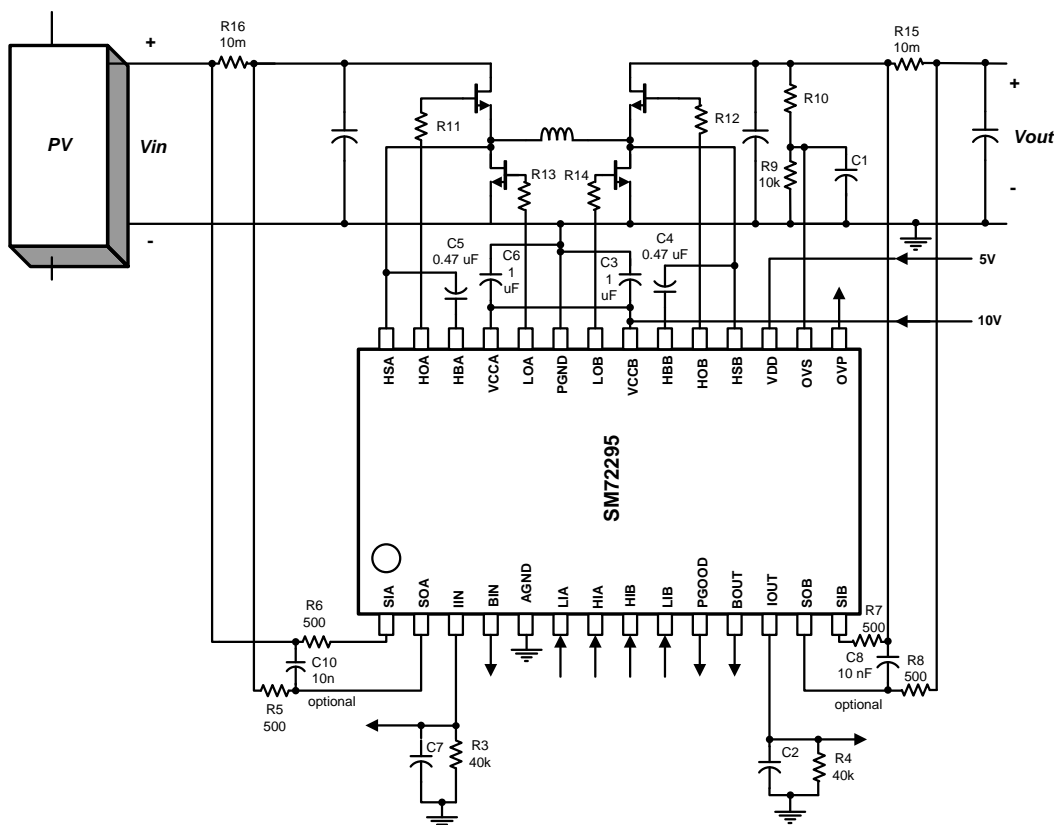 R16
10m
R15
10m
+
-
+
PV
Vin
R11
R12
R10
Vout
R13
R14
R9
10k
C1
-
-
C5
0.47 uF
C6
1
uF
C3
1
uF
C4
0.47 uF
5V
10V
HSA
HOA
HBA
VCCA
LOA
PGND
LOB
VCCB
HBB
HOB
HSB
VDD
OVS
OVP
SM72295
SIA
SOA
IIN
BIN
AGND
LIA
HIA
HIB
LIB
PGOOD
BOUT
IOUT
SOB
SIB
R6
500
R7
500
C10
10n
C8
10 nF
R8
500
R5
500
optional
optional
C7
R3
40k
C2
R4
40k